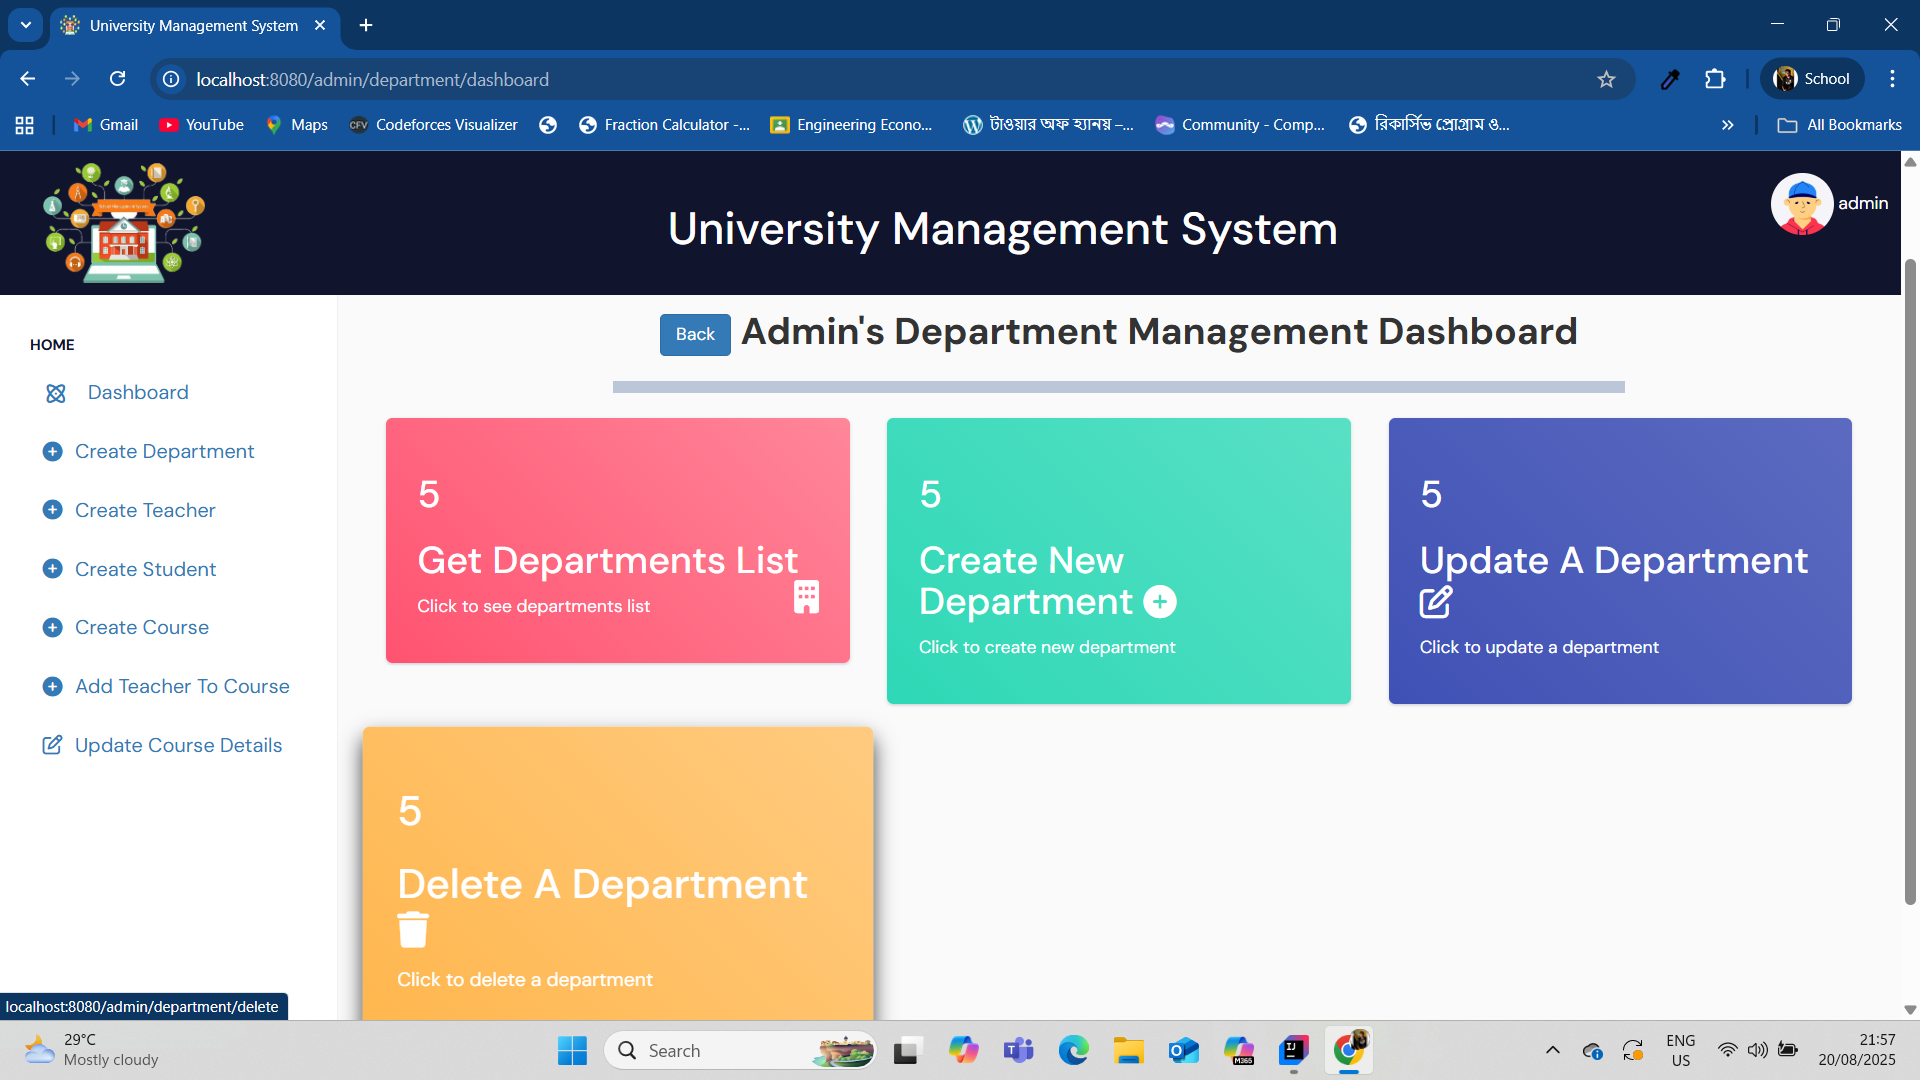 University Management System
localhost:8080/admin/department/dashboard
School
Gmail
YouTube
Maps
CFV
Codeforces Visualizer
Fraction Calculator -...
Engineering Econo...
টাওয়ার অফ হ্যানয় –...
Community - Comp...
রিকার্সিভ প্রোগ্রাম ও...
All Bookmarks
University Management System
admin
HOME
Dashboard
Create Department
Create Teacher
Create Student
Create Course
Add Teacher To Course
Update Course Details
Back
Admin's Department Management Dashboard
5
Get Departments List
Click to see departments list
5
Create New
Department
Click to create new department
5
Update A Department
Click to update a department
5
Delete A Department
Click to delete a department
localhost:8080/admin/department/delete
29°C
Mostly cloudy
Search
M365
ENG
US
21:57
20/08/2025